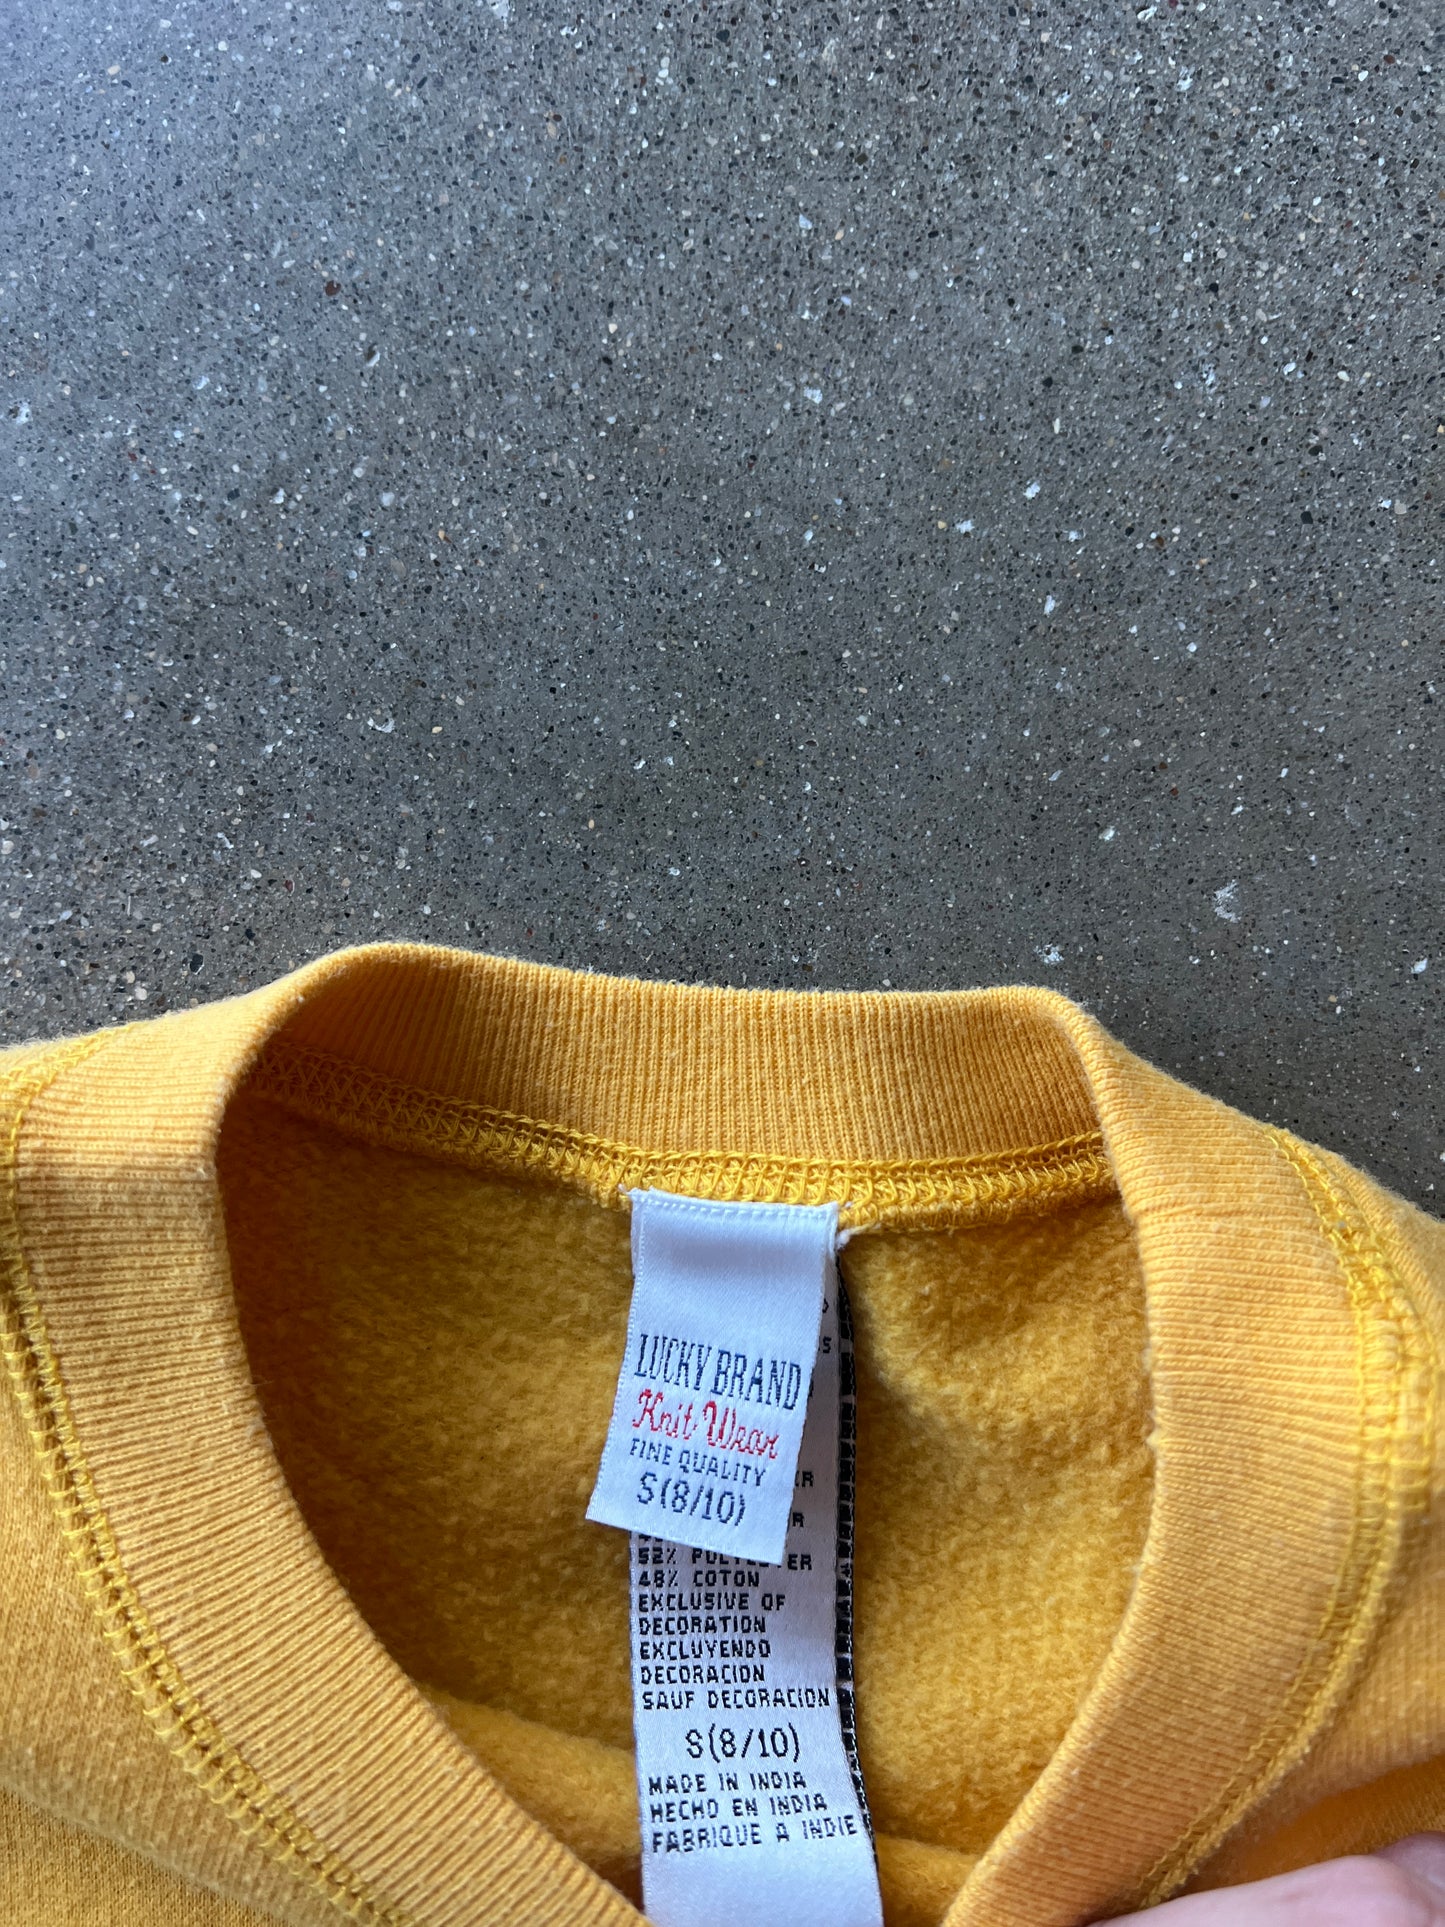 LUCKY BRAND
Knit Wear
FINE QUALITY
S(8/10)
52% POLYESTER
48% COTON
EXCLUSIVE OF
DECORATION
EXCLUYENDO
DECORACION
SAUF DECORACION
S(8/10)
MADE IN INDIA
HECHO EN INDIA
FABRIQUE A INDIE